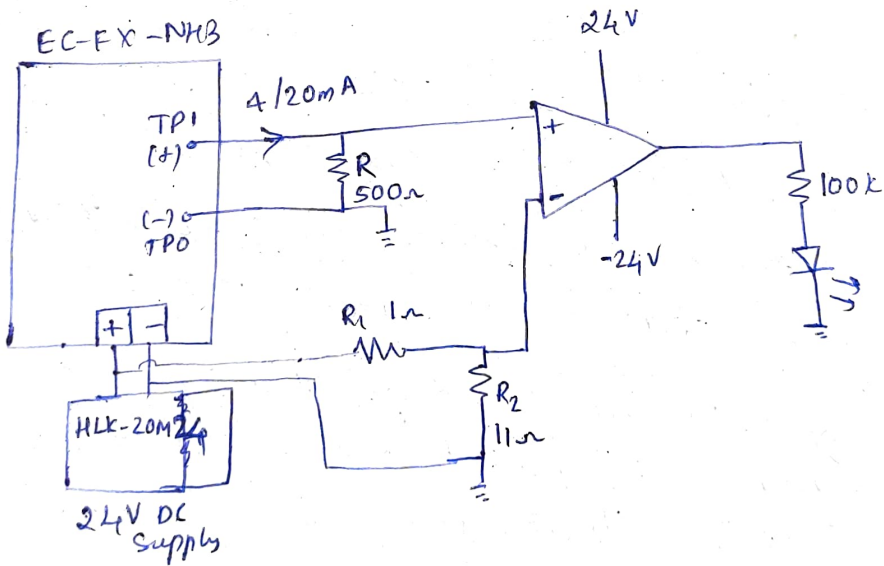 EC-FX-NHB
24V
4/20mA
TP1
(+)
+
R
500Ω
(-)
TP0
-
100k
-24V
R1 1Ω
+ -
R2
11Ω
HLK-20M24
24V DC
Supply